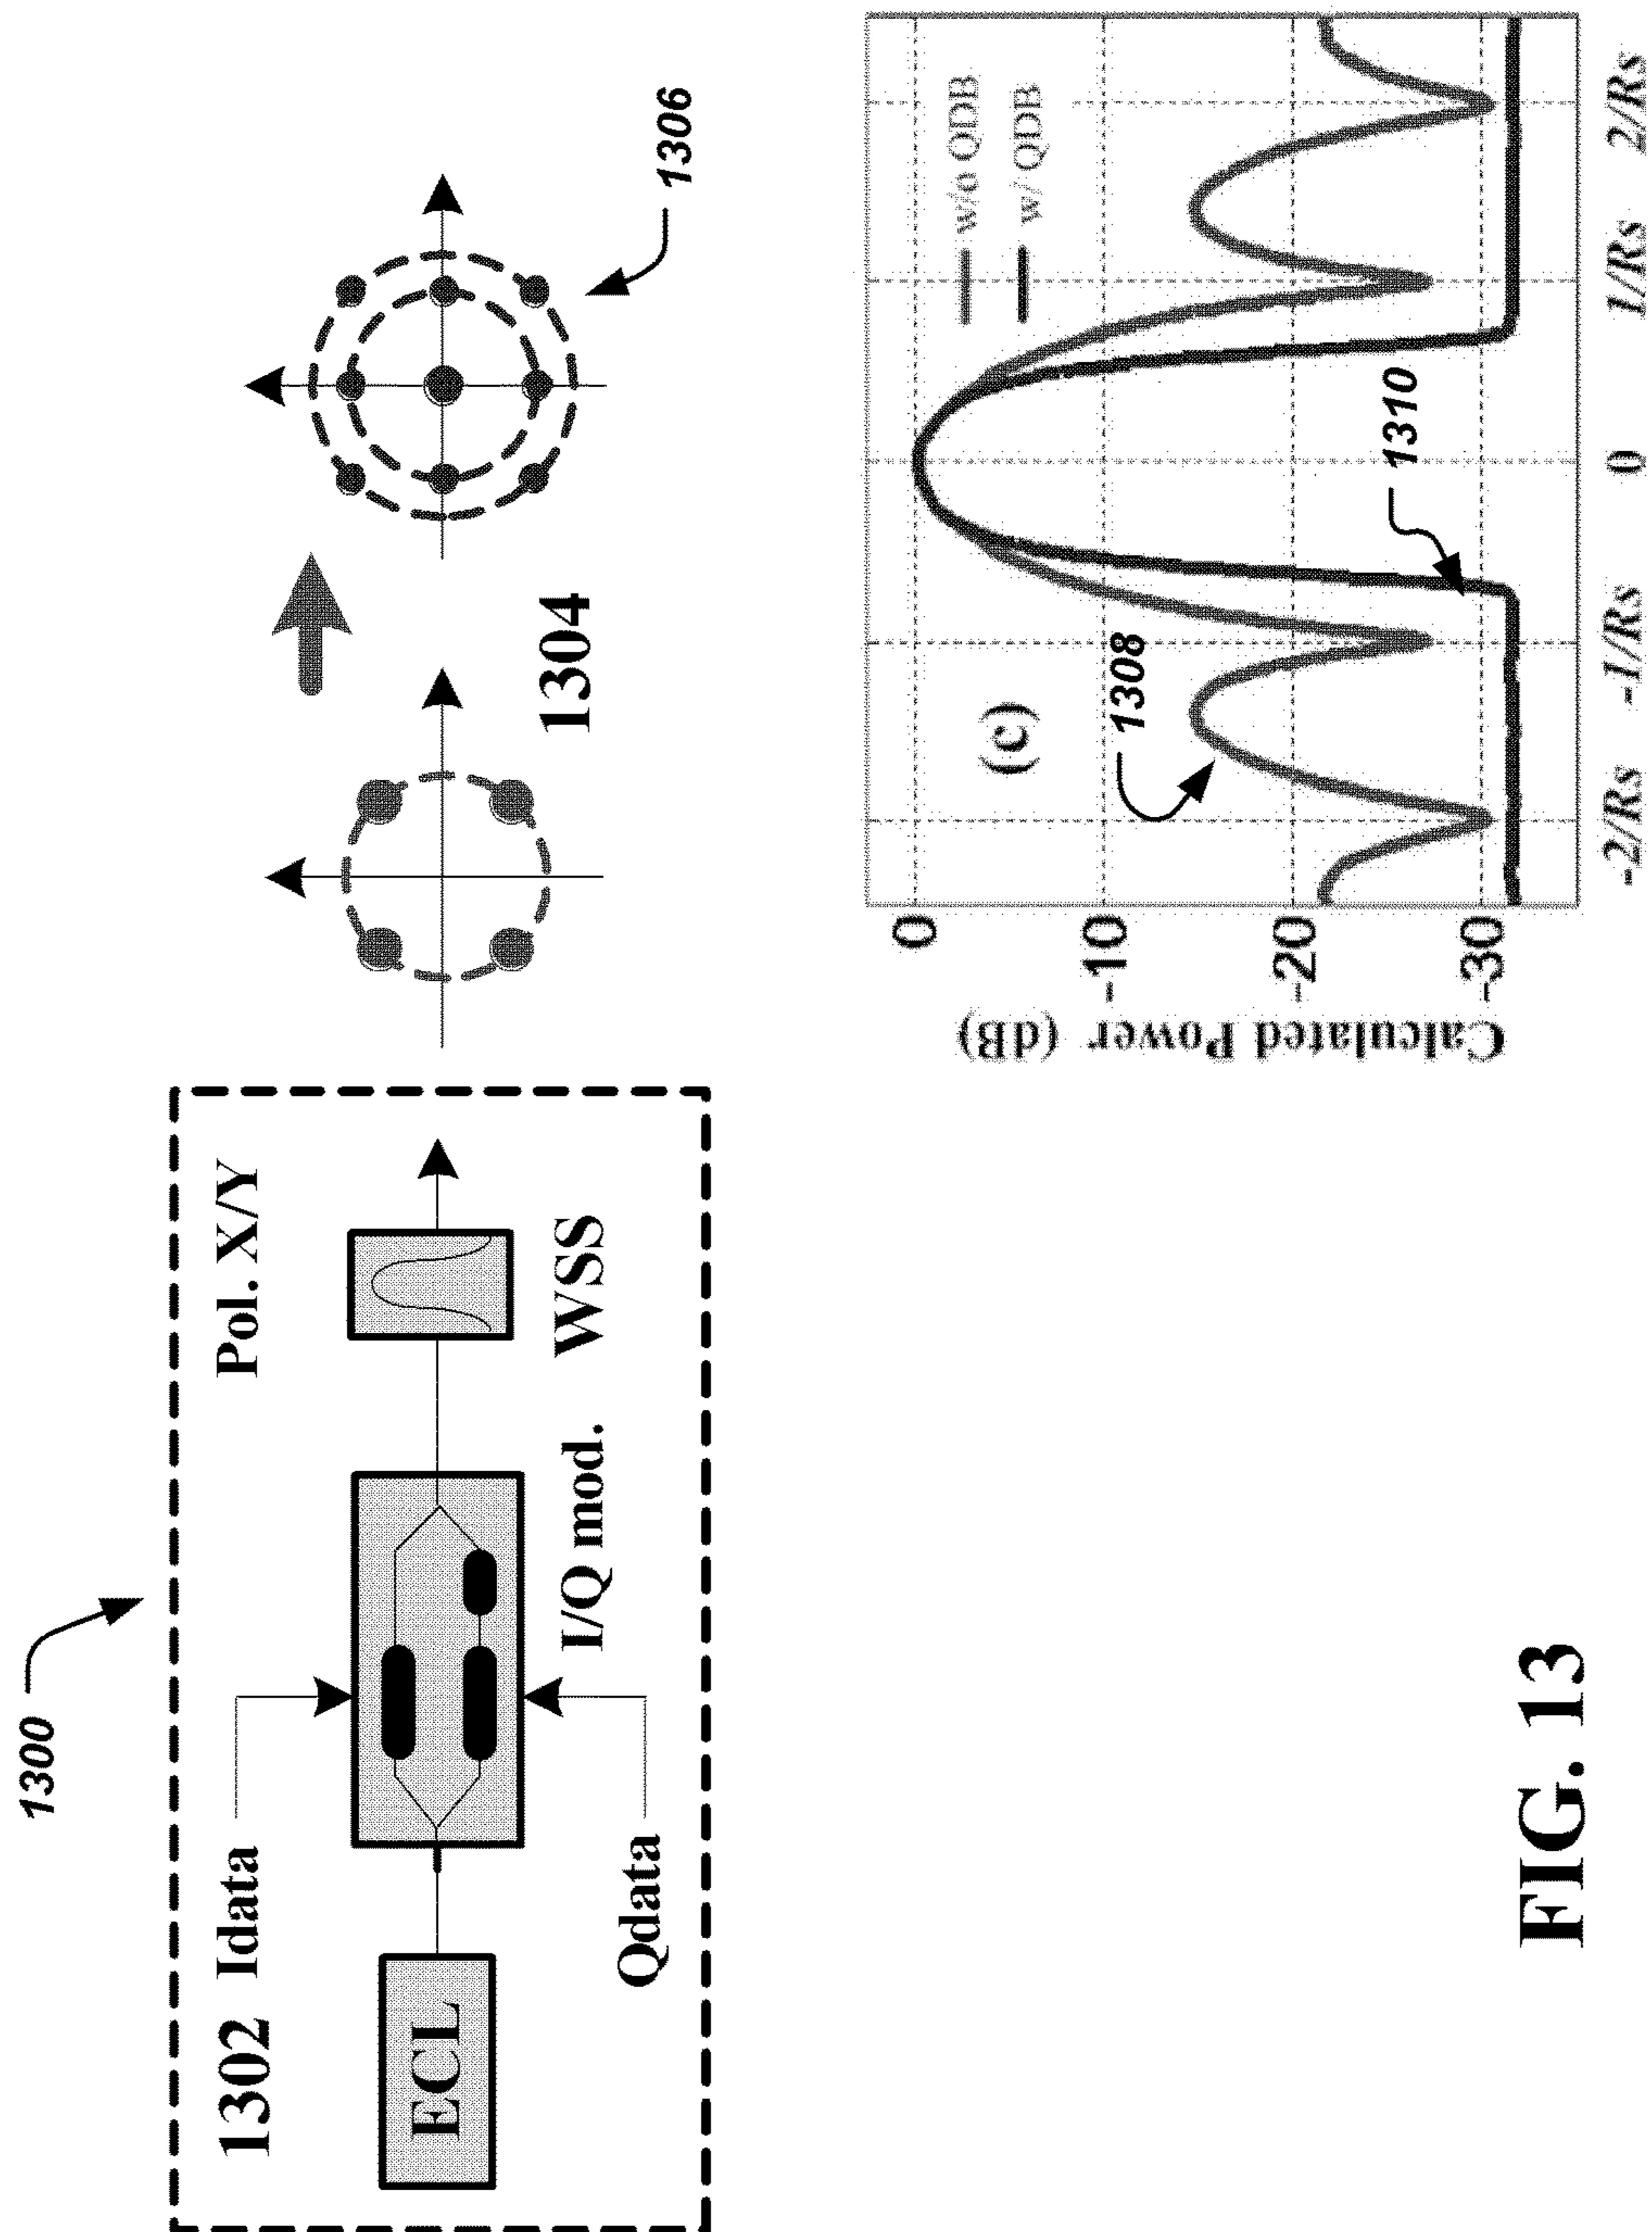 1300
1302 Idata
Pol. X/Y
ECL
I/Q mod.
WSS
Qdata
1304
1306
Calculated Power (dB)
0
-10
-20
-30
(c)
w/o QDB
w/ QDB
1308
1310
-2/Rs -1/Rs 0 1/Rs 2/Rs
FIG. 13